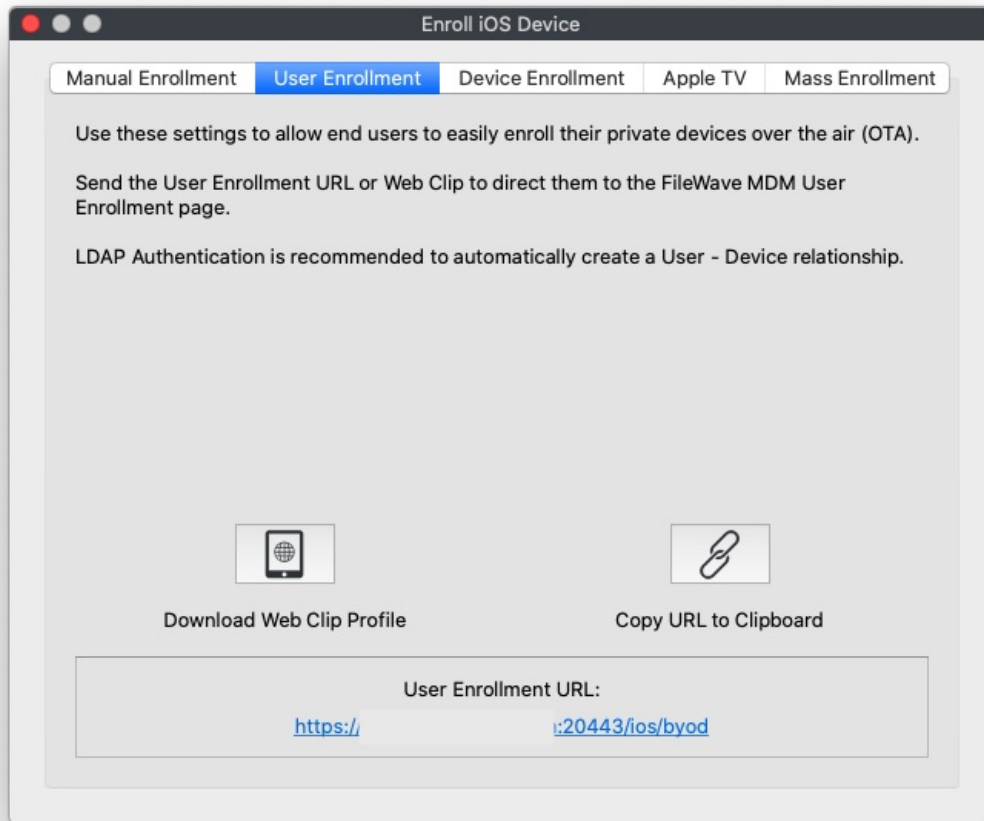 Enroll iOS Device
Manual Enrollment User Enrollment Device Enrollment Apple TV Mass Enrollment
Use these settings to allow end users to easily enroll their private devices over the air (OTA).
Send the User Enrollment URL or Web Clip to direct them to the FileWave MDM User
Enrollment page.
LDAP Authentication is recommended to automatically create a User - Device relationship.
Download Web Clip Profile Copy URL to Clipboard
User Enrollment URL:
https:/ :20443/ios/byod